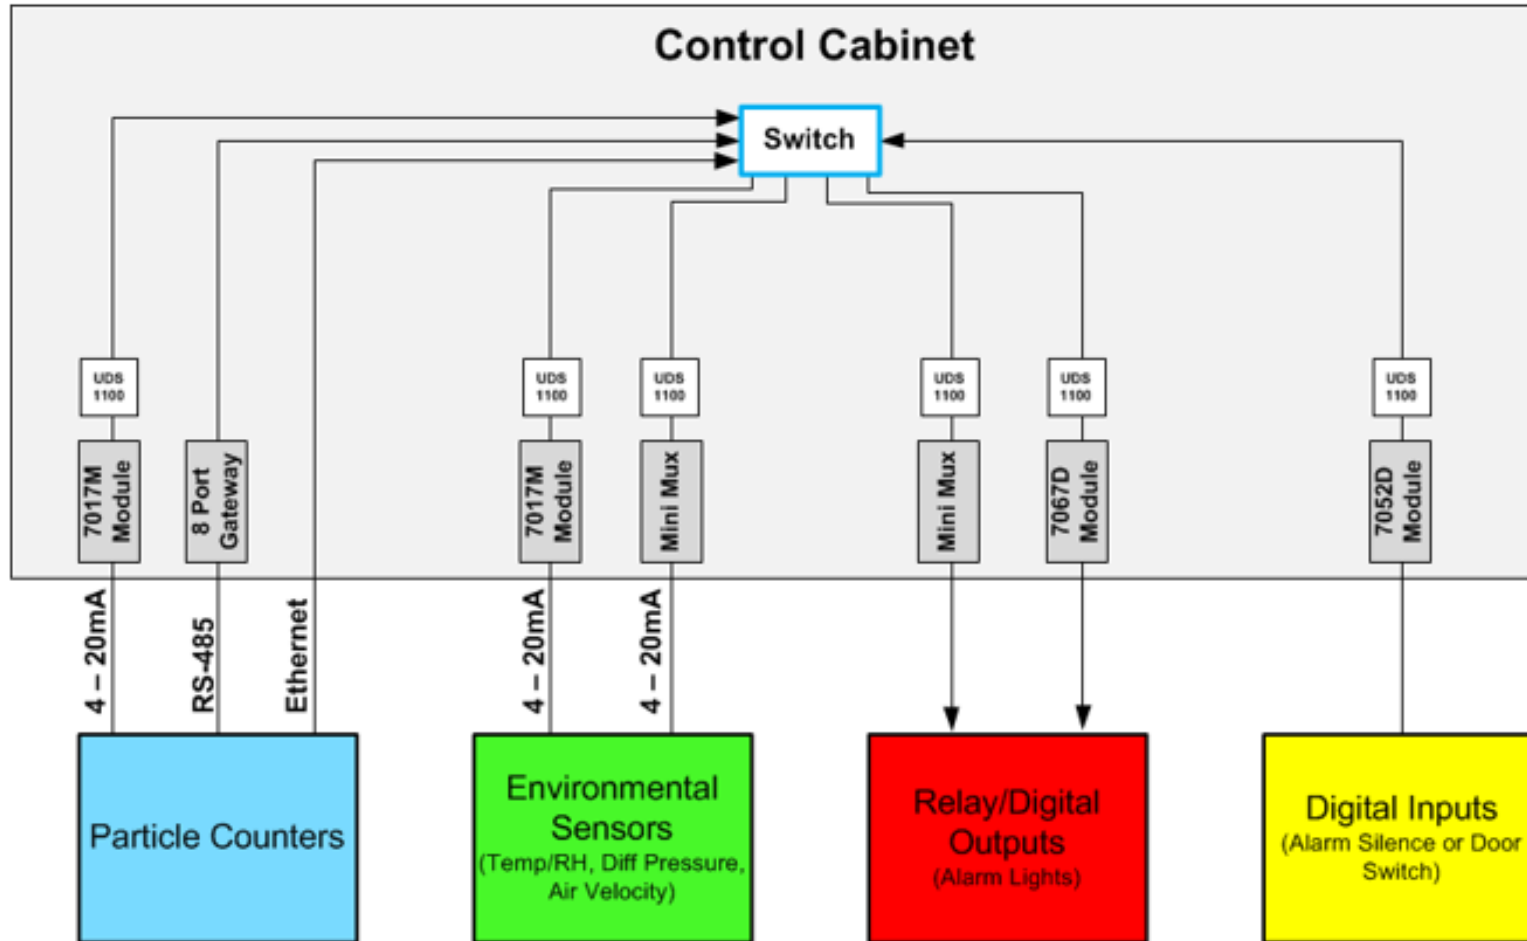 Control Cabinet
Switch
UDS
1100
UDS
1100
UDS
1100
UDS
1100
UDS
1100
UDS
1100
7017M
Module
8 Port
Gateway
7017M
Module
Mini Mux
Mini Mux
7067D
Module
7052D
Module
4 – 20mA
RS-485
Ethernet
4 – 20mA
4 – 20mA
Particle Counters
Environmental
Sensors
(Temp/RH, Diff Pressure,
Air Velocity)
Relay/Digital
Outputs
(Alarm Lights)
Digital Inputs
(Alarm Silence or Door
Switch)